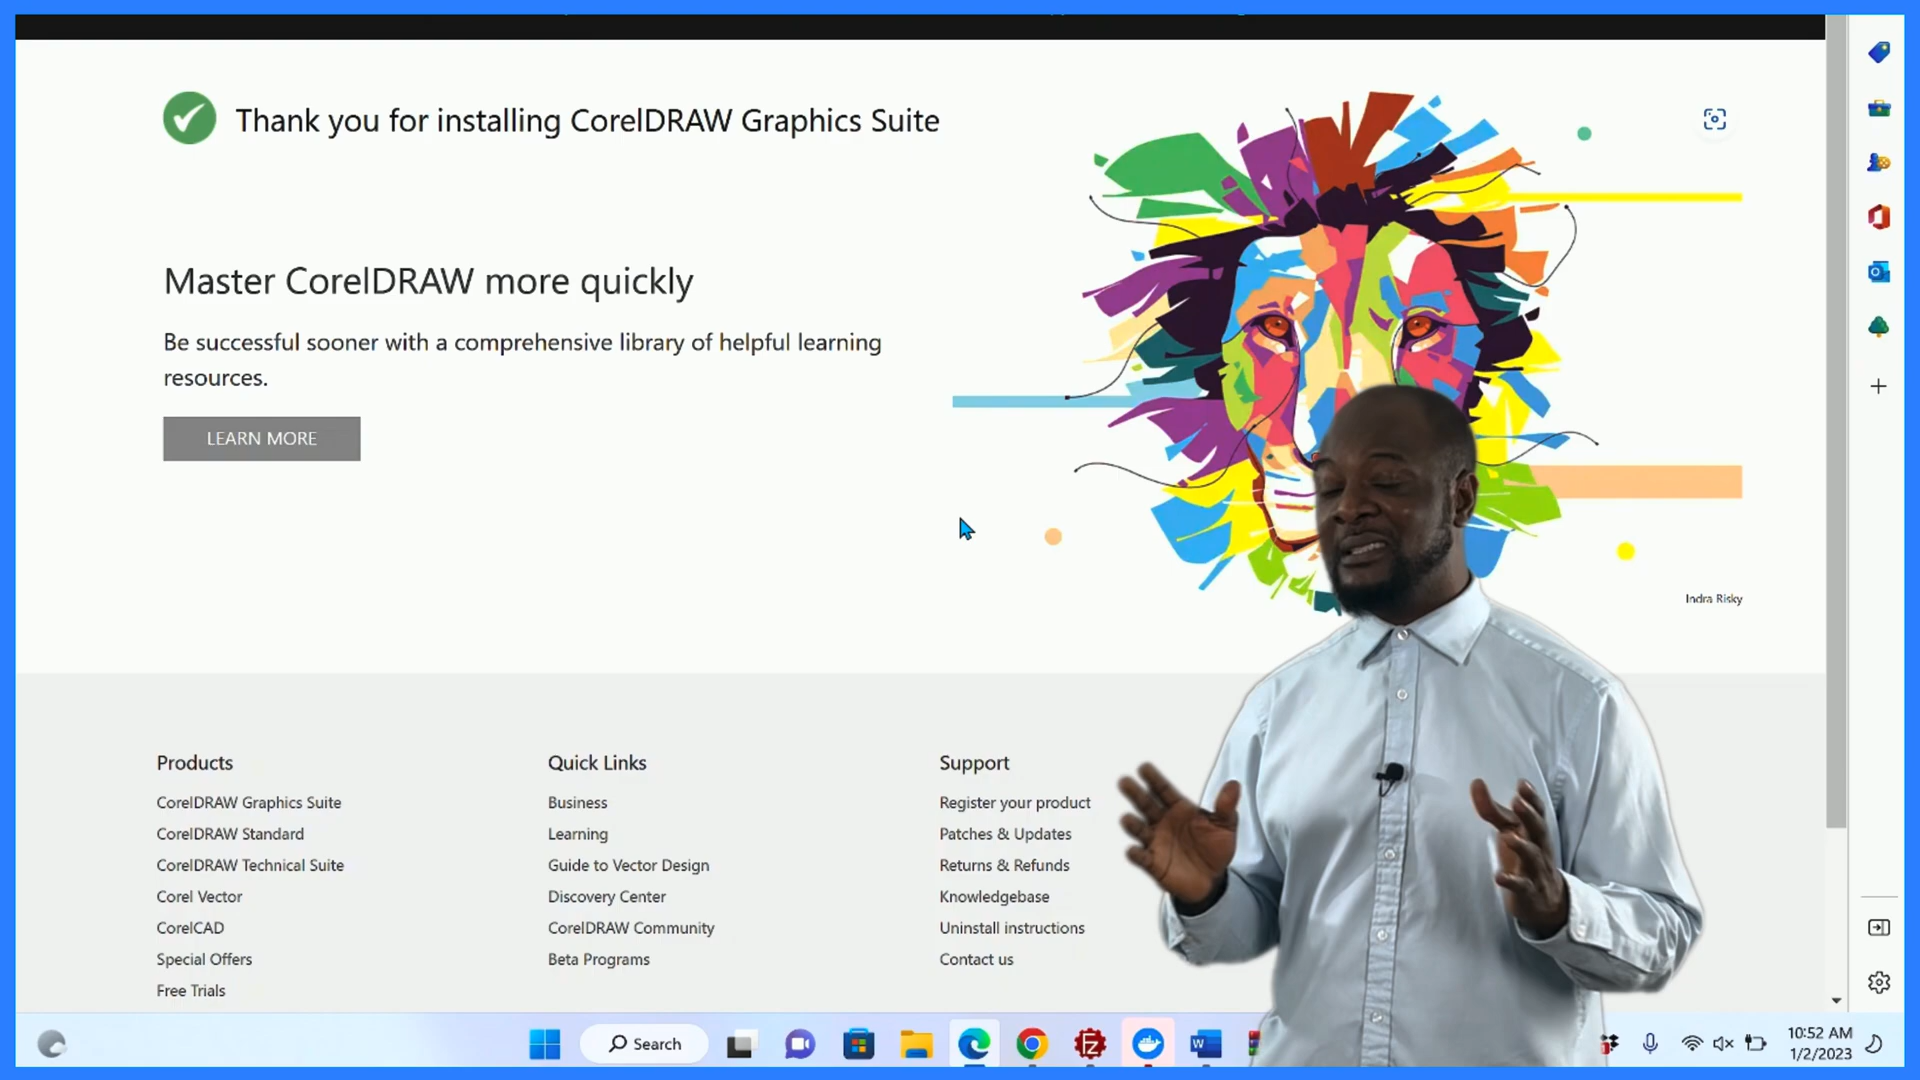 Thank you for installing CorelDRAW Graphics Suite
Master CorelDRAW more quickly
Be successful sooner with a comprehensive library of helpful learning
resources.
LEARN MORE
Indra Risky
Products
CorelDRAW Graphics Suite
CorelDRAW Standard
CorelDRAW Technical Suite
Corel Vector
CorelCAD
Special Offers
Free Trials
Quick Links
Business
Learning
Guide to Vector Design
Discovery Center
CorelDRAW Community
Beta Programs
Support
Register your product
Patches & Updates
Returns & Refunds
Knowledgebase
Uninstall instructions
Contact us
Search
10:52 AM
1/2/2023